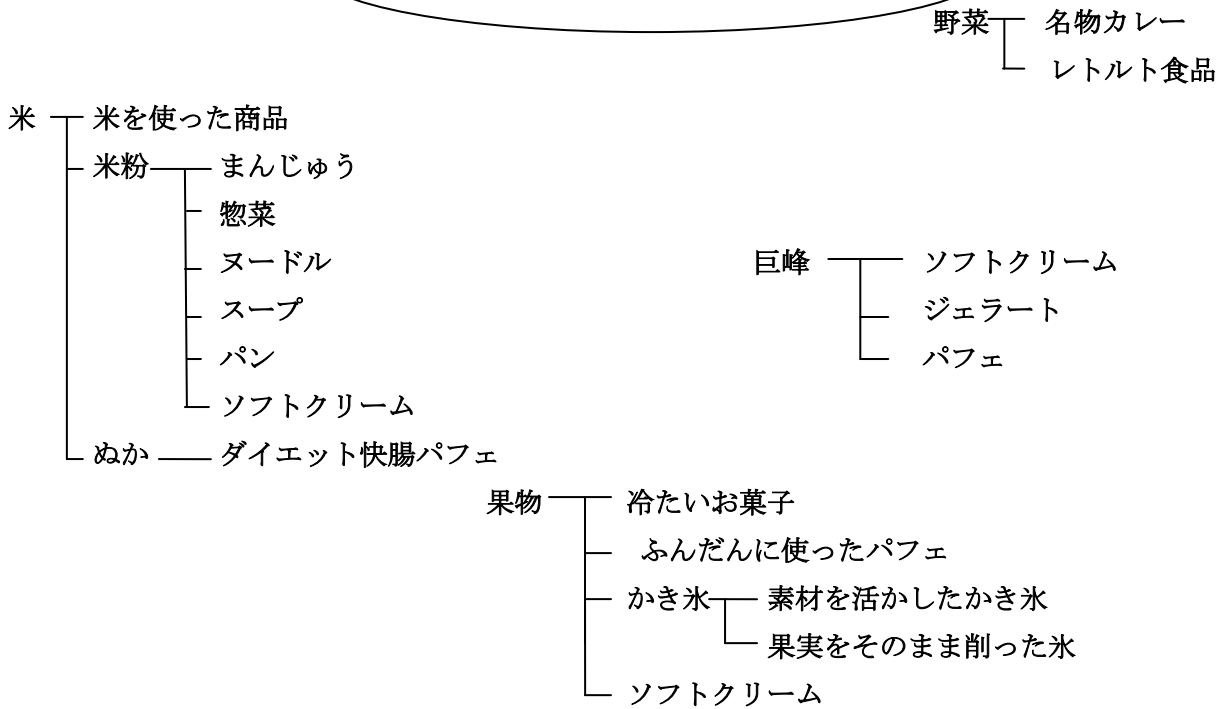 野菜 名物カレー
レトルト食品
米 米を使った商品
米粉 まんじゅう
惣菜
ヌードル
スープ
パン
ソフトクリーム
ぬか ダイエット快腸パフェ
巨峰 ソフトクリーム
ジェラート
パフェ
果物 冷たいお菓子
ふんだんに使ったパフェ
かき氷 素材を活かしたかき氷
果実をそのまま削った氷
ソフトクリーム